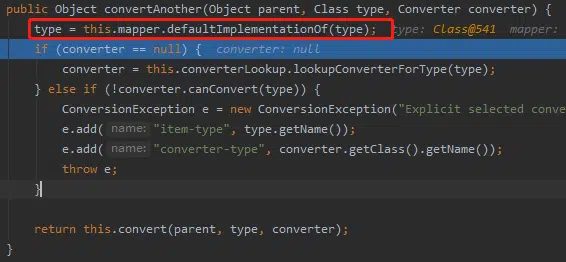 public Object convertAnother(Object parent, Class type, Converter converter) {
type = this.mapper.defaultImplementationOf(type); type: Class@541 mapper:
if (converter == null) { converter: null
converter = this.converterLookup.lookupConverterForType(type);
} else if (!converter.canConvert(type)) {
ConversionException e = new ConversionException("Explicit selected conve
e.add( name: "item-type", type.getName());
e.add( name: "converter-type", converter.getClass().getName());
throw e;
}
return this.convert(parent, type, converter);
}